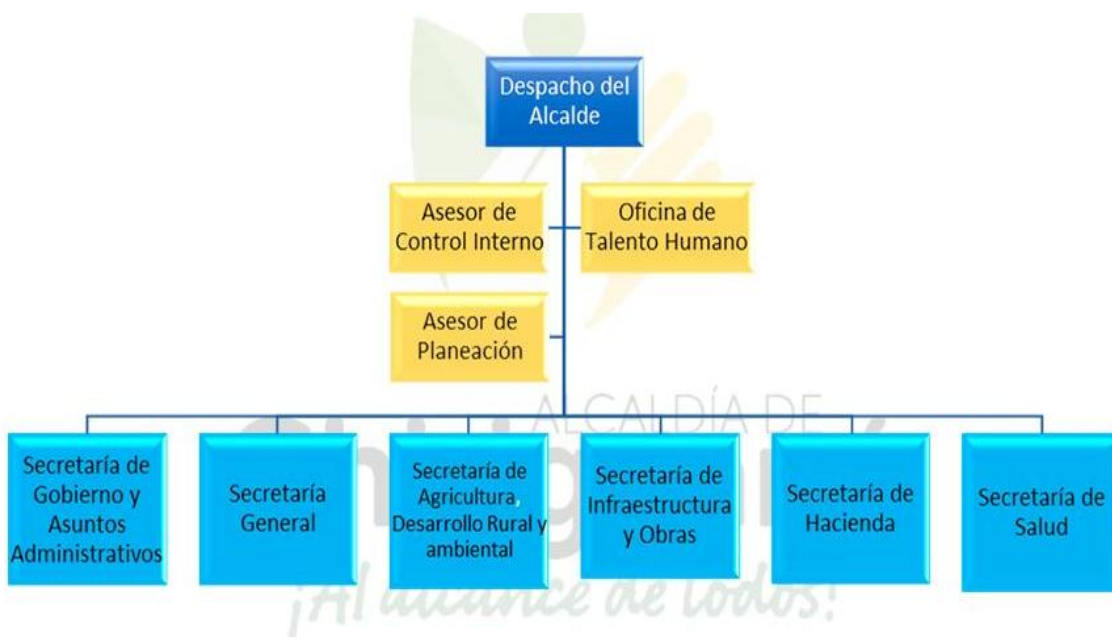 Despacho del
Alcalde
Asesor de
Control Interno
Oficina de
Talento Humano
Asesor de
Planeación
ALCALDÍA DE
Secretaría de
Gobierno y
Asuntos
Administrativos
Secretaría
General
Secretaría de
Agricultura,
Desarrollo Rural y
ambiental
Secretaría de
Infraestructura
y Obras
Secretaría de
Hacienda
Secretaría de
Salud
¡Al alcance de todos!